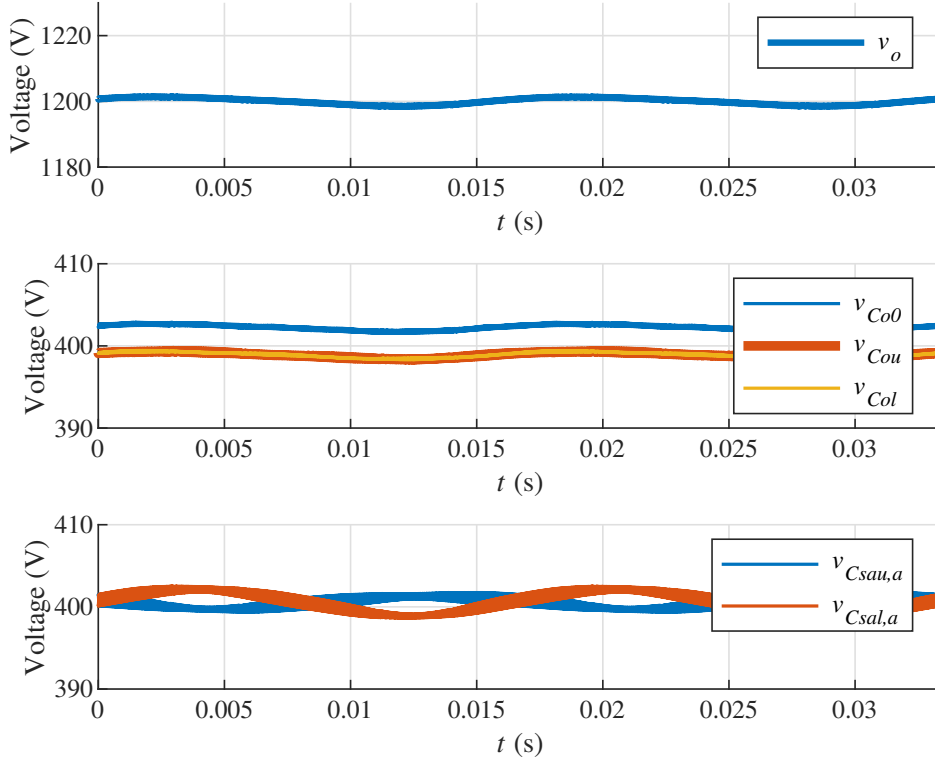 1220
1200
1180
Voltage (V)
v_o
0 0.005 0.01 0.015 0.02 0.025 0.03
t (s)
410
400
390
Voltage (V)
v_Co0
v_Cou
v_Col
0 0.005 0.01 0.015 0.02 0.025 0.03
t (s)
410
400
390
Voltage (V)
v_Csau,a
v_Csal,a
0 0.005 0.01 0.015 0.02 0.025 0.03
t (s)